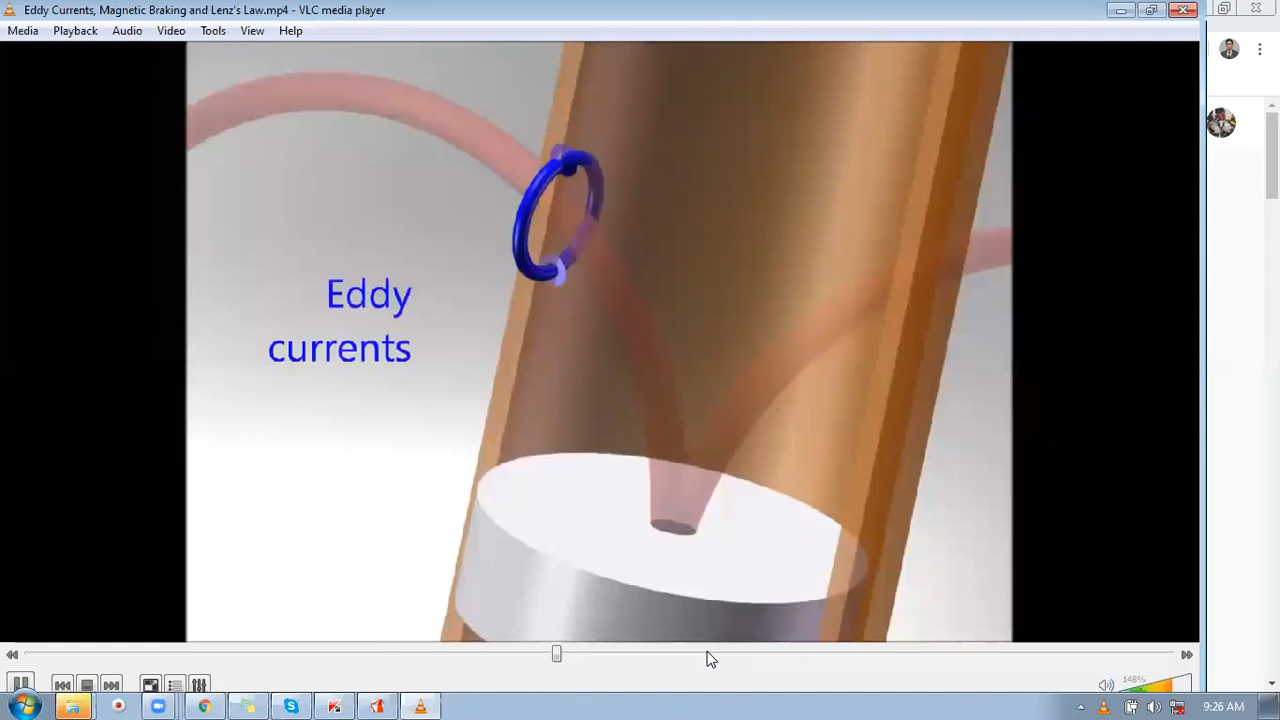 Eddy Currents, Magnetic Braking and Lenz's Law.mp4 - VLC media player
Media Playback Audio Video Tools View Help
Eddy
currents
148%
9:26 AM